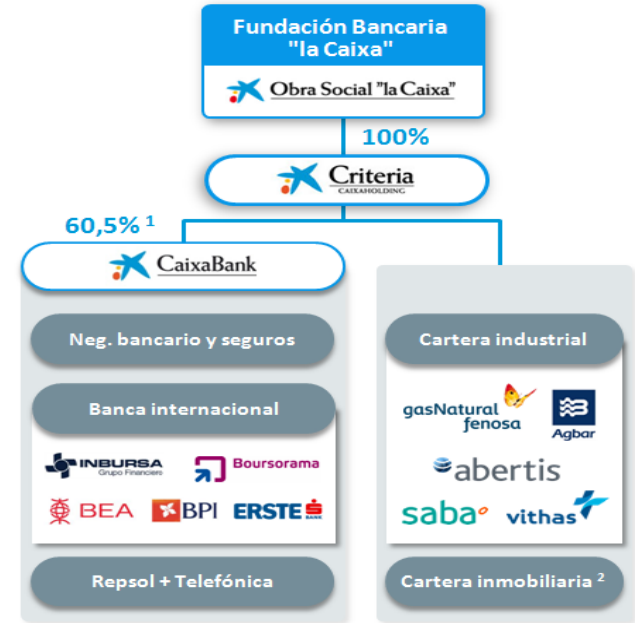 Fundación Bancaria
"la Caixa"
Obra Social "la Caixa"
100%
Criteria
CAIXAHOLDING
60,5% 1
CaixaBank
Neg. bancario y seguros
Banca internacional
INBURSA
Grupo Financiero
Boursorama
BEA
BPI
ERSTE
BANK
Repsol + Telefónica
Cartera industrial
gasNatural
fenosa
Agbar
abertis
saba
vithas
Cartera inmobiliaria 2